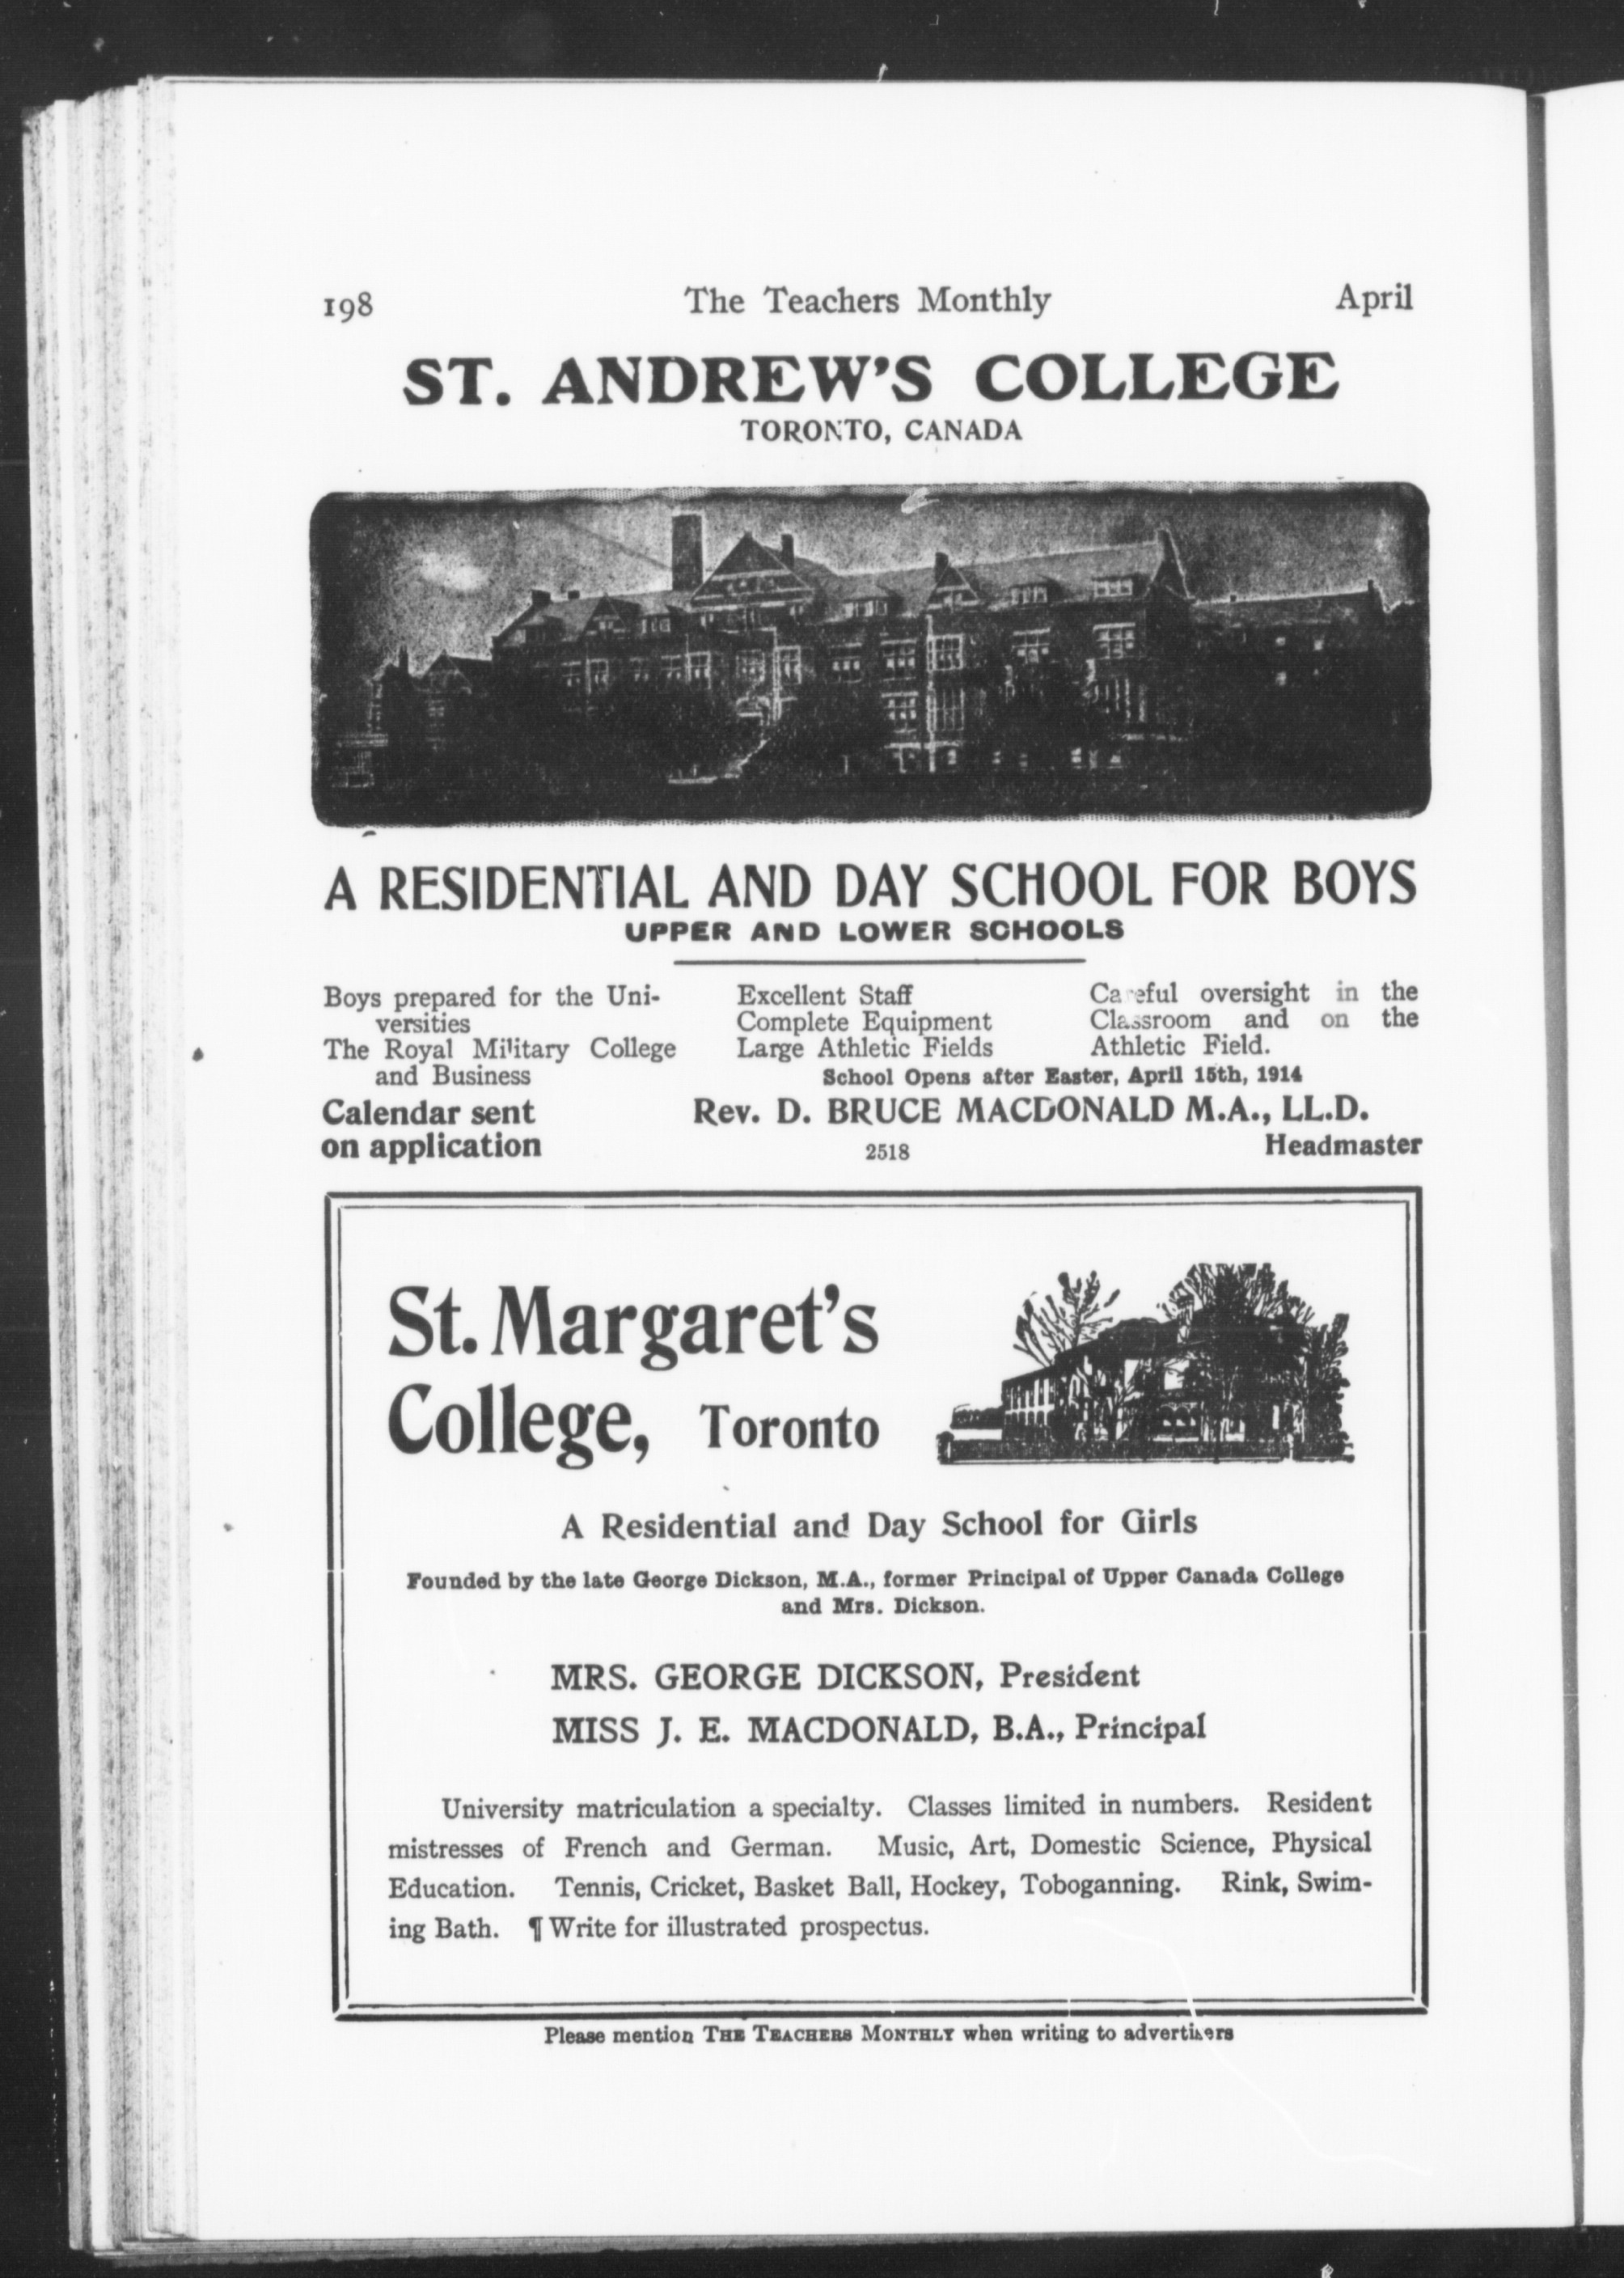 198 The Teachers Monthly April
ST. ANDREW'S COLLEGE
TORONTO, CANADA
A RESIDENTIAL AND DAY SCHOOL FOR BOYS
UPPER AND LOWER SCHOOLS
Boys prepared for the Uni-
versities
The Royal Military College
and Business
Excellent Staff
Complete Equipment
Large Athletic Fields
Careful oversight in the
Classroom and on the
Athletic Field.
School Opens after Easter, April 15th, 1914
Calendar sent
on application
Rev. D. BRUCE MACDONALD M.A., LL.D.
2518 Headmaster
St. Margaret's
College, Toronto
A Residential and Day School for Girls
Founded by the late George Dickson, M.A., former Principal of Upper Canada College
and Mrs. Dickson.
MRS. GEORGE DICKSON, President
MISS J. E. MACDONALD, B.A., Principal
University matriculation a specialty. Classes limited in numbers. Resident
mistresses of French and German. Music, Art, Domestic Science, Physical
Education. Tennis, Cricket, Basket Ball, Hockey, Toboganning. Rink, Swim-
ing Bath. ¶ Write for illustrated prospectus.
Please mention THE TEACHERS MONTHLY when writing to advertisers